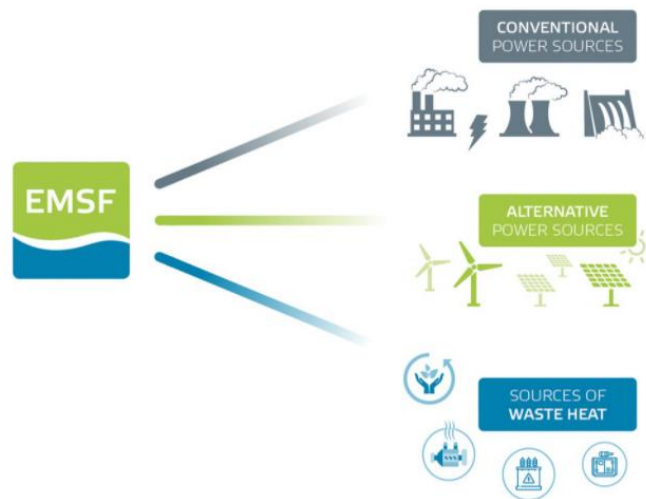 CONVENTIONAL
POWER SOURCES
EMSF
ALTERNATIVE
POWER SOURCES
SOURCES OF
WASTE HEAT